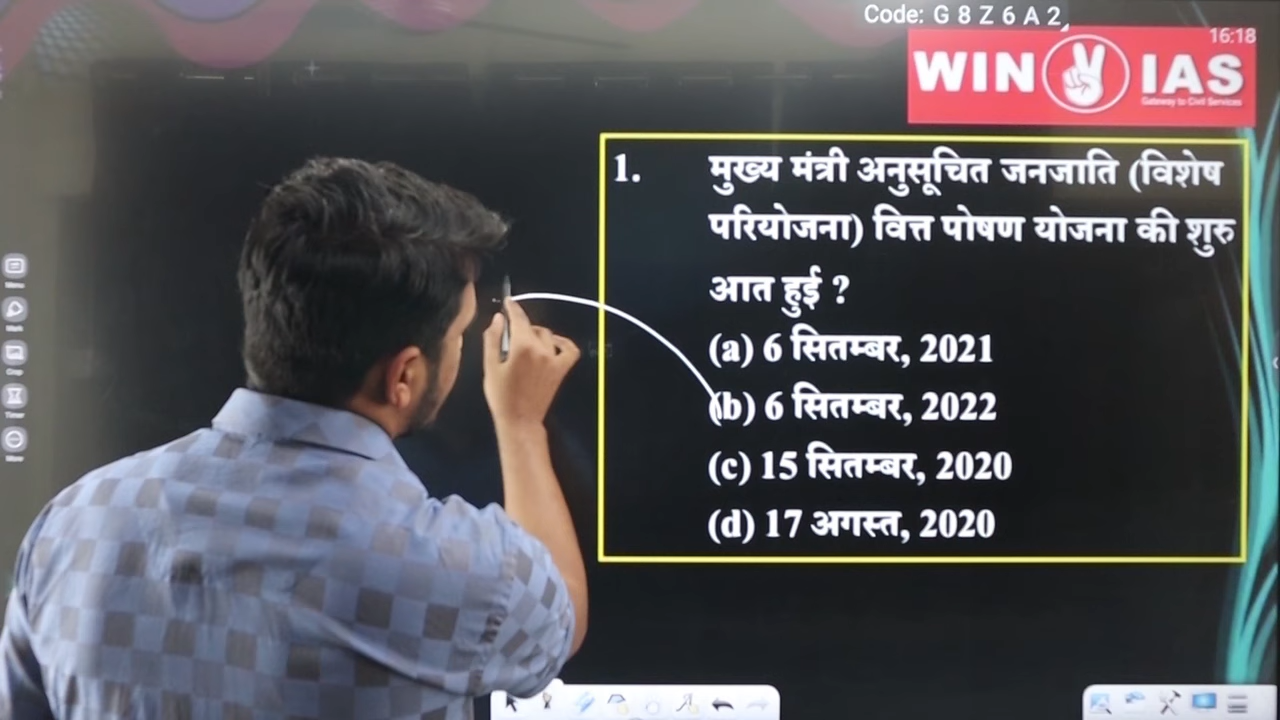 Code: G 8 Z 6 A 2,
16:18
WIN IAS
Gateway to Civil Services
1. मुख्य मंत्री अनुसूचित जनजाति (विशेष
परियोजना) वित्त पोषण योजना की शुरु
आत हुई ?
(a) 6 सितम्बर, 2021
(b) 6 सितम्बर, 2022
(c) 15 सितम्बर, 2020
(d) 17 अगस्त, 2020